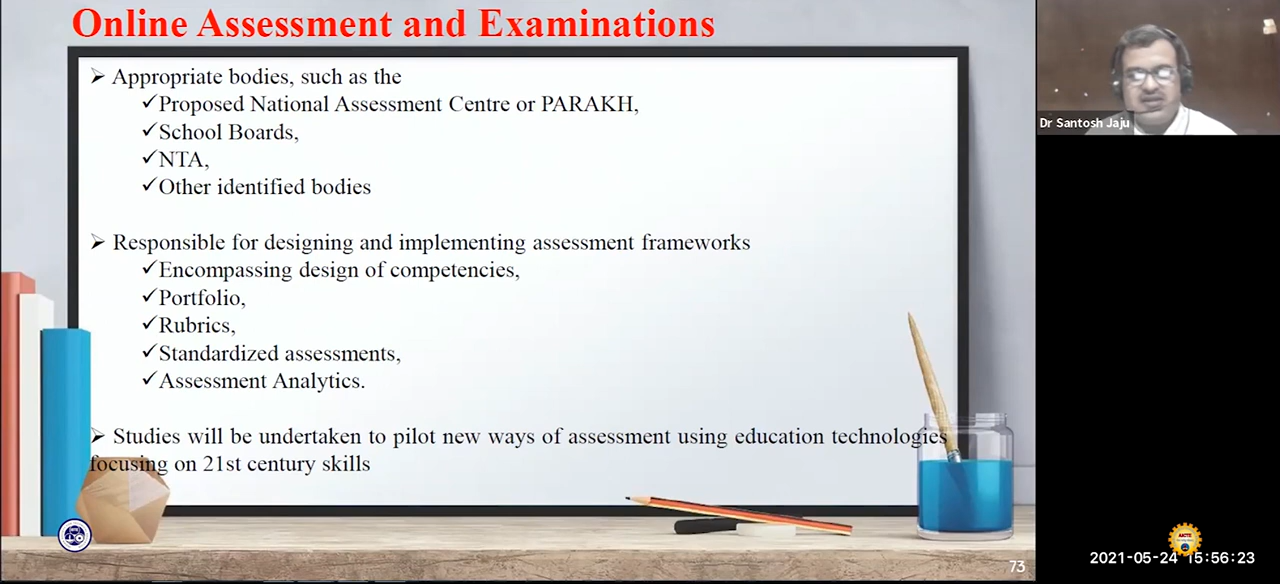 Online Assessment and Examinations
➢ Appropriate bodies, such as the
✓Proposed National Assessment Centre or PARAKH,
✓School Boards,
✓NTA,
✓Other identified bodies
➢ Responsible for designing and implementing assessment frameworks
✓Encompassing design of competencies,
✓Portfolio,
✓Rubrics,
✓Standardized assessments,
✓Assessment Analytics.
➢ Studies will be undertaken to pilot new ways of assessment using education technologies
focusing on 21st century skills
73
Dr Santosh Jaju
AICTE
2021-05-24 15:56:23